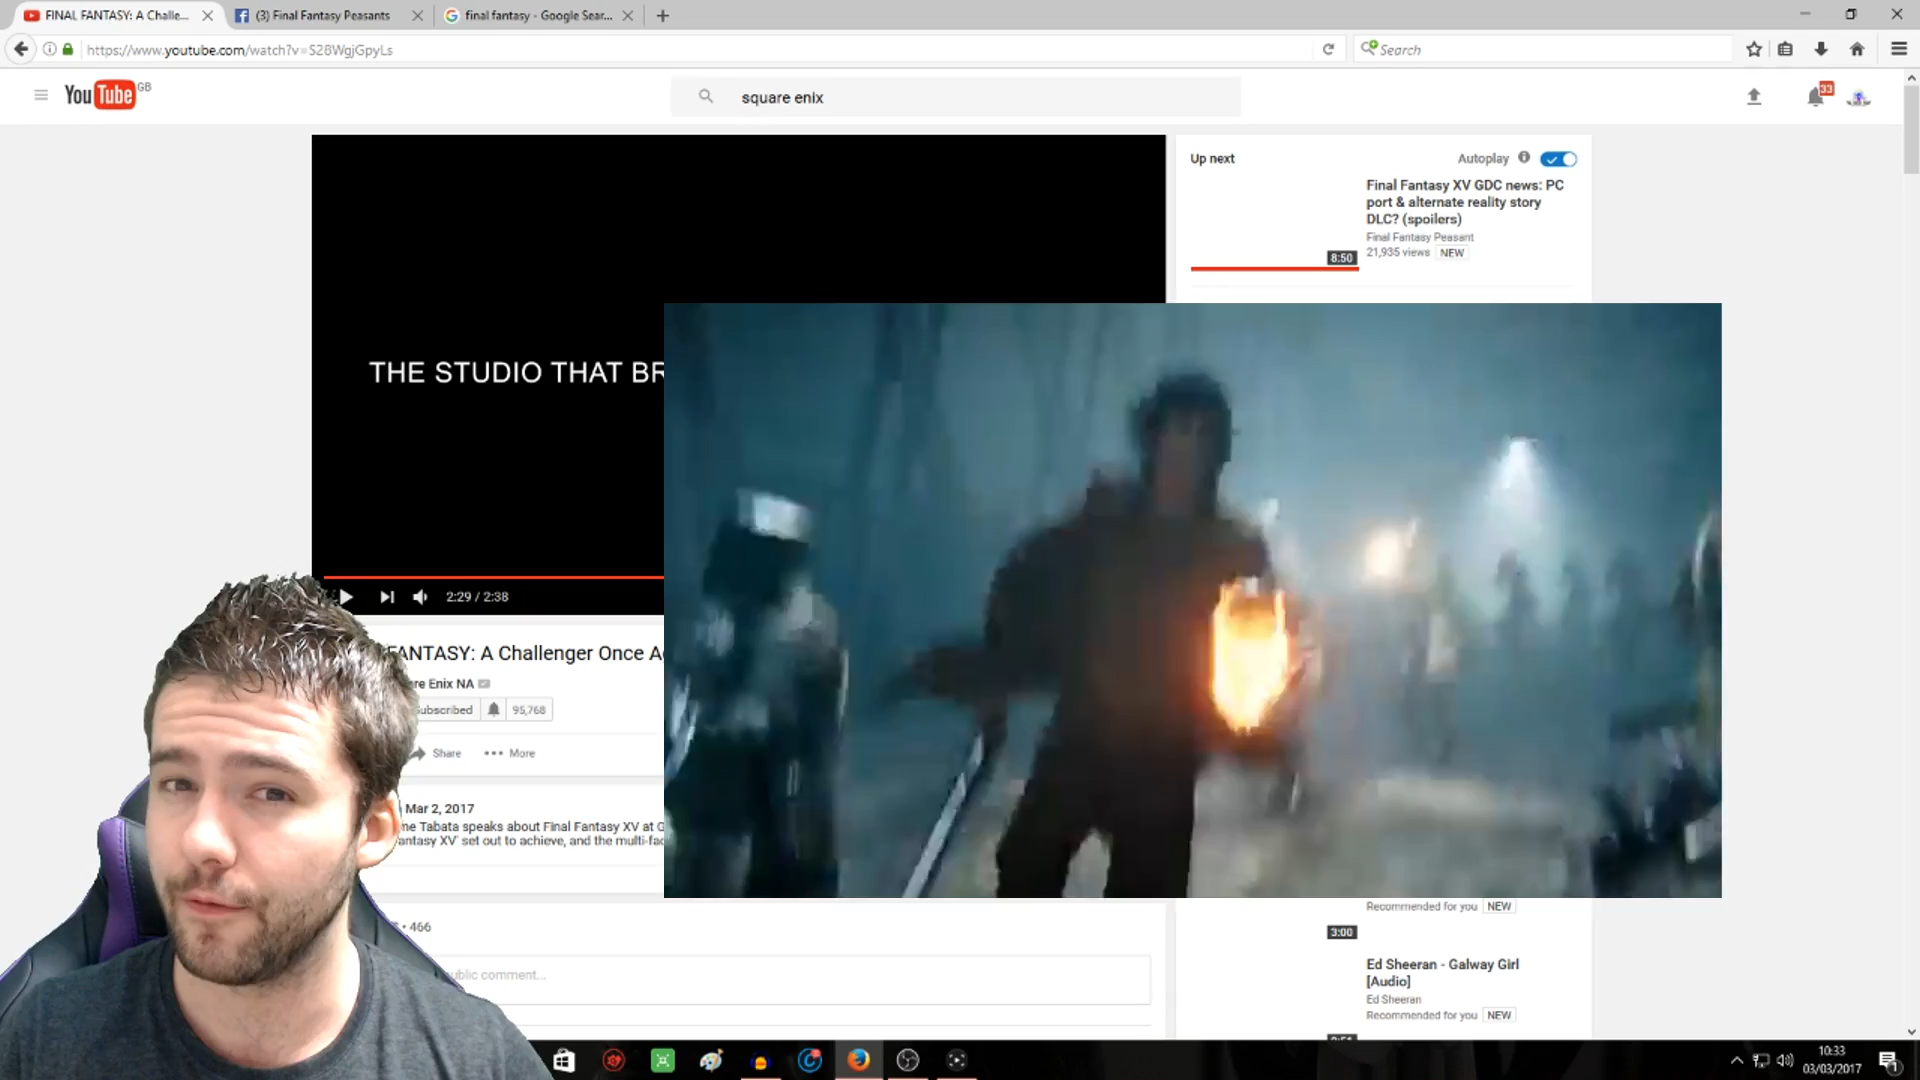 FINAL FANTASY: A Challe...
(3) Final Fantasy Peasants
final fantasy - Google Sear...
https://www.youtube.com/watch?v=S28WgjGpyLs
Search
YouTube GB
square enix
33
Up next
Autoplay
Final Fantasy XV GDC news: PC
port & alternate reality story
DLC? (spoilers)
Final Fantasy Peasant
21,935 views NEW
8:50
THE STUDIO THAT BR
2:29 / 2:38
FANTASY: A Challenger Once A
re Enix NA
ubscribed 95,768
Share More
Mar 2, 2017
ne Tabata speaks about Final Fantasy XV at G
antasy XV' set out to achieve, and the multi-fac
• 466
public comment...
Recommended for you NEW
3:00
Ed Sheeran - Galway Girl
[Audio]
Ed Sheeran
Recommended for you NEW
10:33
03/03/2017
1